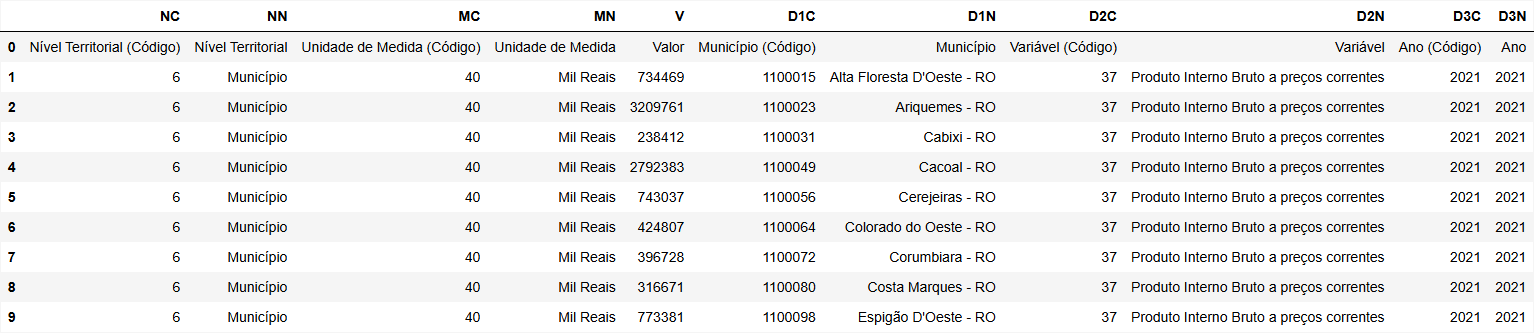 NC NN MC MN V D1C D1N D2C D2N D3C D3N
0 Nível Territorial (Código) Nível Territorial Unidade de Medida (Código) Unidade de Medida Valor Município (Código) Município Variável (Código) Variável Ano (Código) Ano
1 6 Município 40 Mil Reais 734469 1100015 Alta Floresta D'Oeste - RO 37 Produto Interno Bruto a preços correntes 2021 2021
2 6 Município 40 Mil Reais 3209761 1100023 Ariquemes - RO 37 Produto Interno Bruto a preços correntes 2021 2021
3 6 Município 40 Mil Reais 238412 1100031 Cabixi - RO 37 Produto Interno Bruto a preços correntes 2021 2021
4 6 Município 40 Mil Reais 2792383 1100049 Cacoal - RO 37 Produto Interno Bruto a preços correntes 2021 2021
5 6 Município 40 Mil Reais 743037 1100056 Cerejeiras - RO 37 Produto Interno Bruto a preços correntes 2021 2021
6 6 Município 40 Mil Reais 424807 1100064 Colorado do Oeste - RO 37 Produto Interno Bruto a preços correntes 2021 2021
7 6 Município 40 Mil Reais 396728 1100072 Corumbiara - RO 37 Produto Interno Bruto a preços correntes 2021 2021
8 6 Município 40 Mil Reais 316671 1100080 Costa Marques - RO 37 Produto Interno Bruto a preços correntes 2021 2021
9 6 Município 40 Mil Reais 773381 1100098 Espigão D'Oeste - RO 37 Produto Interno Bruto a preços correntes 2021 2021